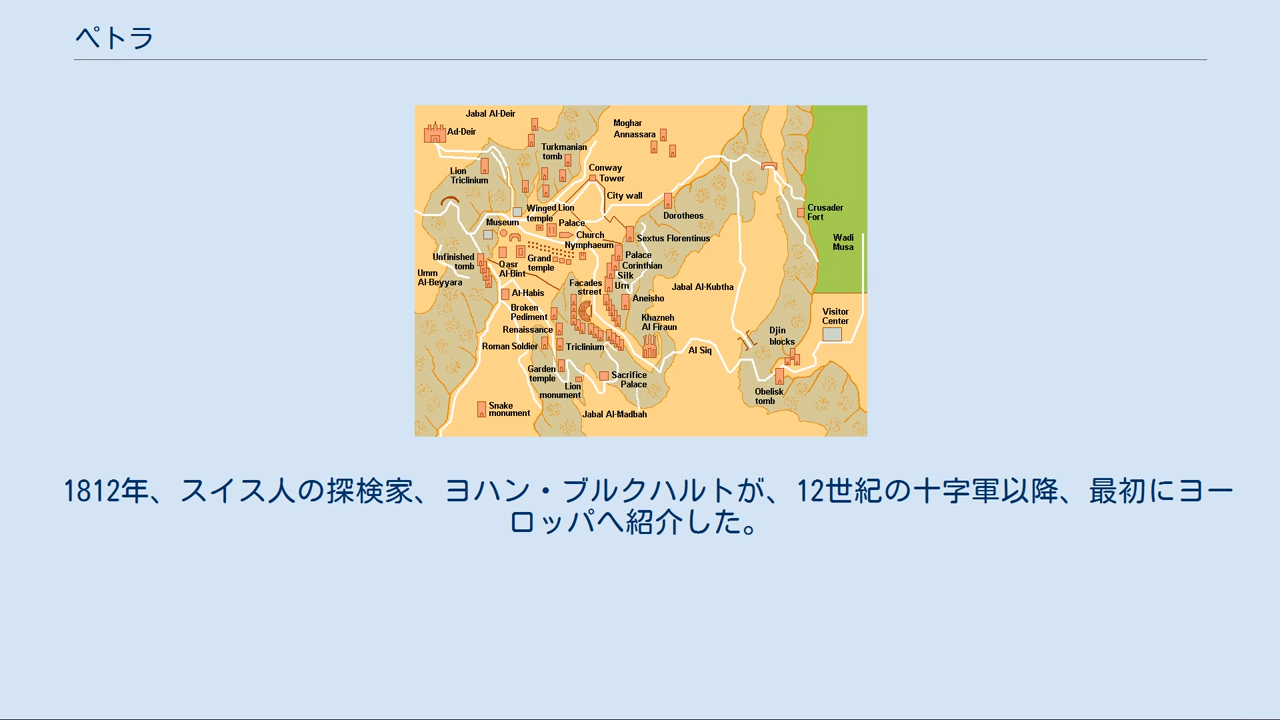 ペトラ
Jabal Al-Deir
Ad-Deir
Moghar
Annassara
Turkmanian
tomb
Lion
Triclinium
Conway
Tower
City wall
Winged Lion
temple
Palace
Museum
Church
Nymphaeum
Dorotheos
Sextus Florentinus
Crusader
Fort
Wadi
Musa
Unfinished
tomb
Qasr
Al-Bint
Grand
temple
Palace
Corinthian
Silk
Urn
Umm
Al-Beyyara
Al-Habis
Facades
street
Aneisho
Jabal Al-Kubtha
Broken
Pediment
Khazneh
Al Firaun
Visitor
Center
Renaissance
Roman Soldier
Triclinium
Al Siq
Djin
blocks
Garden
temple
Lion
monument
Sacrifice
Palace
Obelisk
tomb
Snake
monument
Jabal Al-Madbah
1812年、スイス人の探検家、ヨハン・ブルクハルトが、12世紀の十字軍以降、最初にヨー
ロッパへ紹介した。